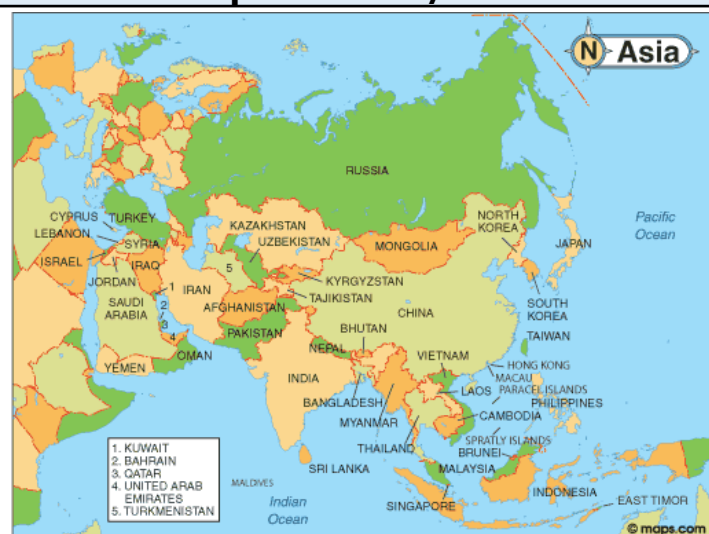 N Asia
RUSSIA
CYPRUS
TURKEY
LEBANON
SYRIA
ISRAEL
IRAQ
JORDAN
SAUDI
ARABIA
YEMEN
OMAN
IRAN
1
2
3
4
5
KAZAKHSTAN
UZBEKISTAN
MONGOLIA
NORTH
KOREA
JAPAN
Pacific
Ocean
KYRGYZSTAN
TAJIKISTAN
AFGHANISTAN
PAKISTAN
CHINA
SOUTH
KOREA
TAIWAN
BHUTAN
NEPAL
INDIA
VIETNAM
HONG KONG
MACAU
PARACEL ISLANDS
LAOS
PHILIPPINES
BANGLADESH
MYANMAR
CAMBODIA
THAILAND
SPRATLY ISLANDS
BRUNEI
SRI LANKA
MALAYSIA
MALDIVES
SINGAPORE
INDONESIA
EAST TIMOR
Indian
Ocean
1. KUWAIT
2. BAHRAIN
3. QATAR
4. UNITED ARAB
EMIRATES
5. TURKMENISTAN
© maps.com